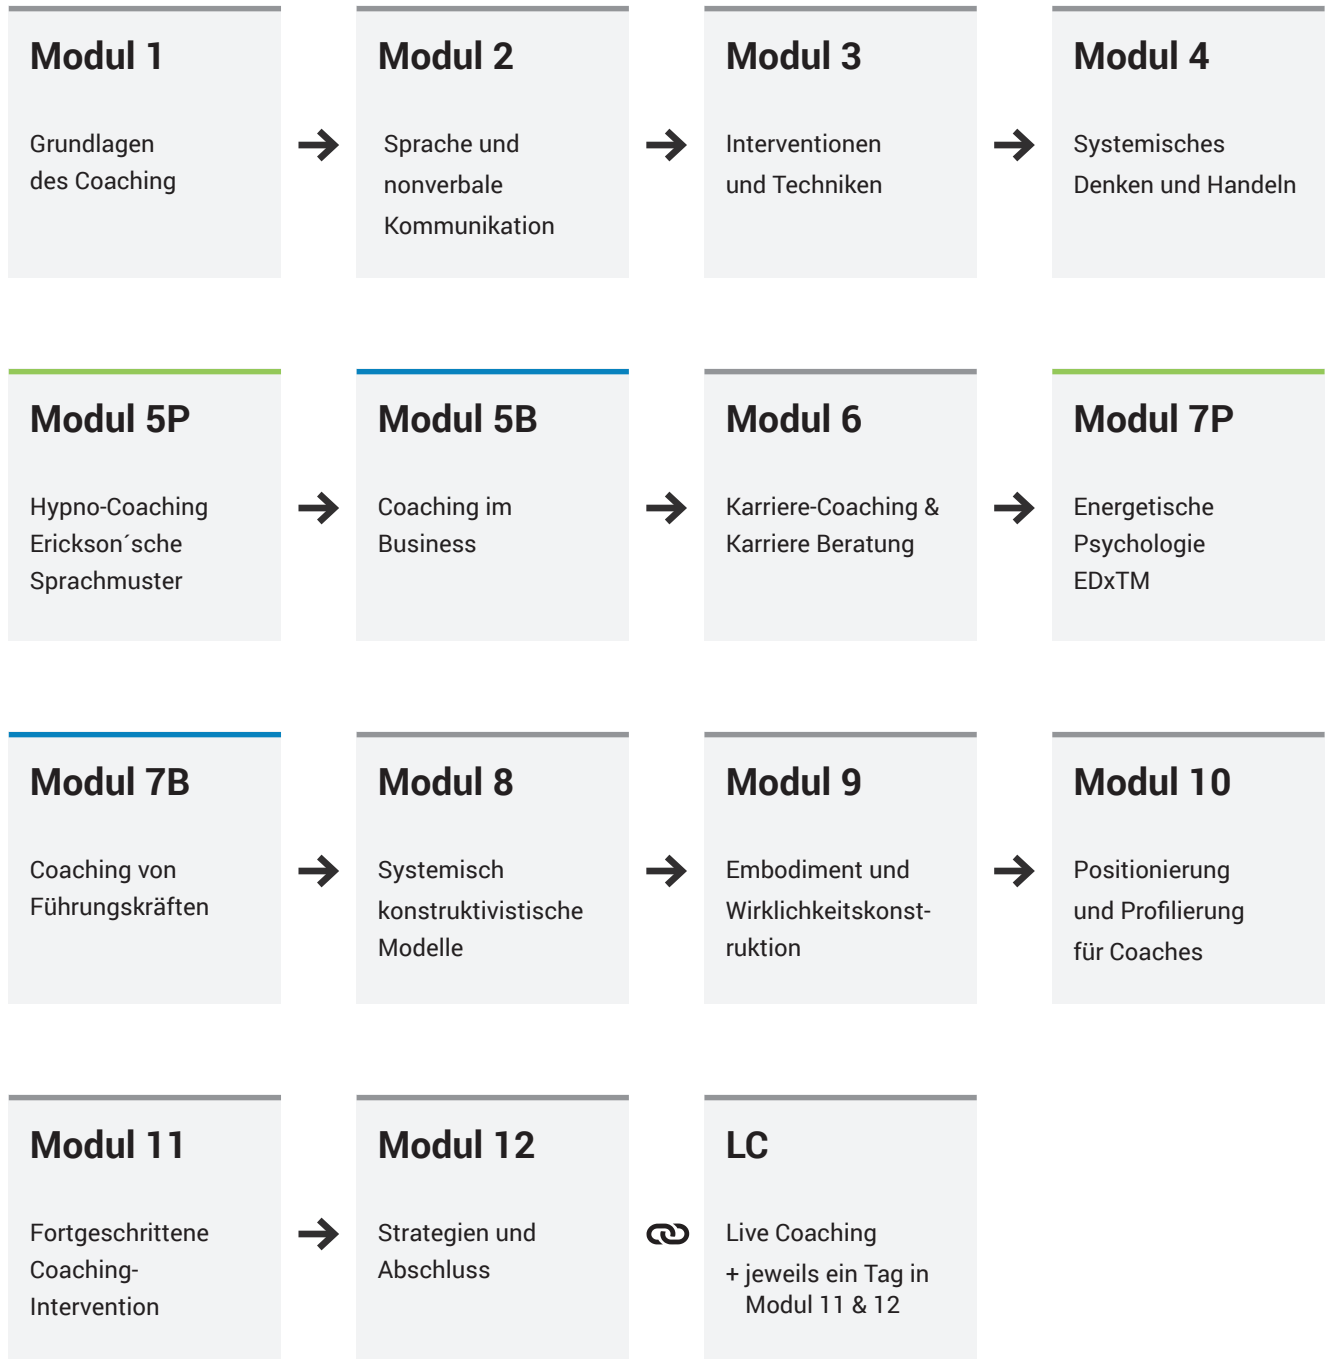 Modul 1
Grundlagen
des Coaching
Modul 2
Sprache und
nonverbale
Kommunikation
Modul 3
Interventionen
und Techniken
Modul 4
Systemisches
Denken und Handeln
Modul 5P
Hypno-Coaching
Erickson´sche
Sprachmuster
Modul 5B
Coaching im
Business
Modul 6
Karriere-Coaching &
Karriere Beratung
Modul 7P
Energetische
Psychologie
EDxTM
Modul 7B
Coaching von
Führungskräften
Modul 8
Systemisch
konstruktivistische
Modelle
Modul 9
Embodiment und
Wirklichkeitskonst-
ruktion
Modul 10
Positionierung
und Profilierung
für Coaches
Modul 11
Fortgeschrittene
Coaching-
Intervention
Modul 12
Strategien und
Abschluss
LC
Live Coaching
+ jeweils ein Tag in
Modul 11 & 12